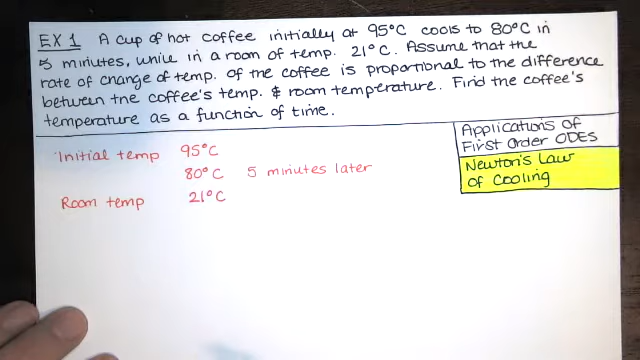 EX 1 A cup of hot coffee initially at 95°C cools to 80°C in
5 minutes, while in a room of temp. 21°C. Assume that the
rate of change of temp. of the coffee is proportional to the difference
between the coffee's temp. & room temperature. Find the coffee's
temperature as a function of time.
Applications of
First Order ODES
Newton's Law
of Cooling
Initial temp 95°C
80°C 5 minutes later
Room temp 21°C